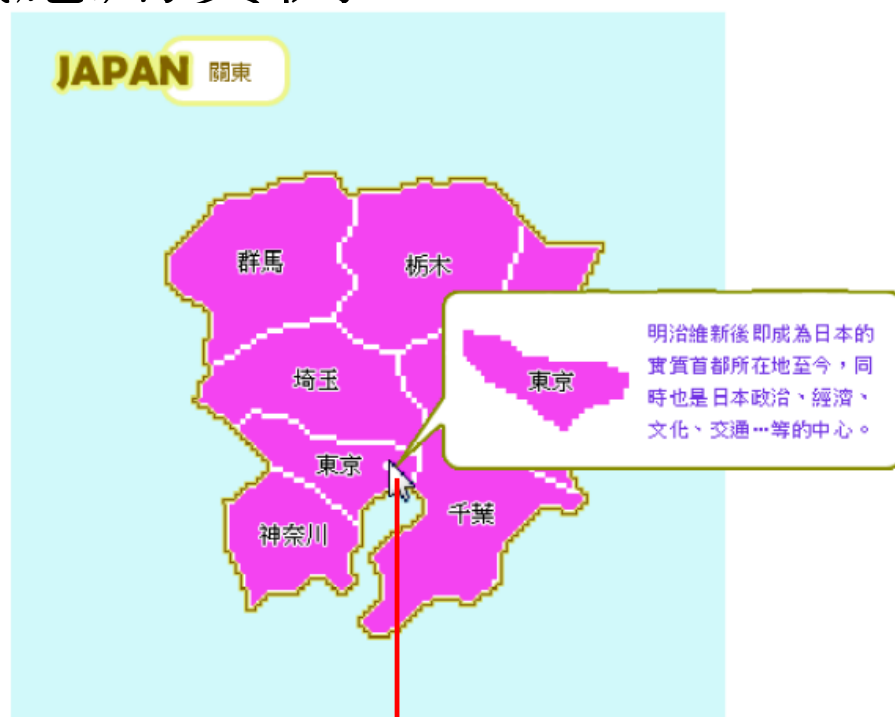 JAPAN 關東
群馬
栃木
明治維新後即成為日本的
實質首都所在地至今，同
時也是日本政治、經濟、
文化、交通…等的中心。
東京
埼玉
東京
千葉
神奈川